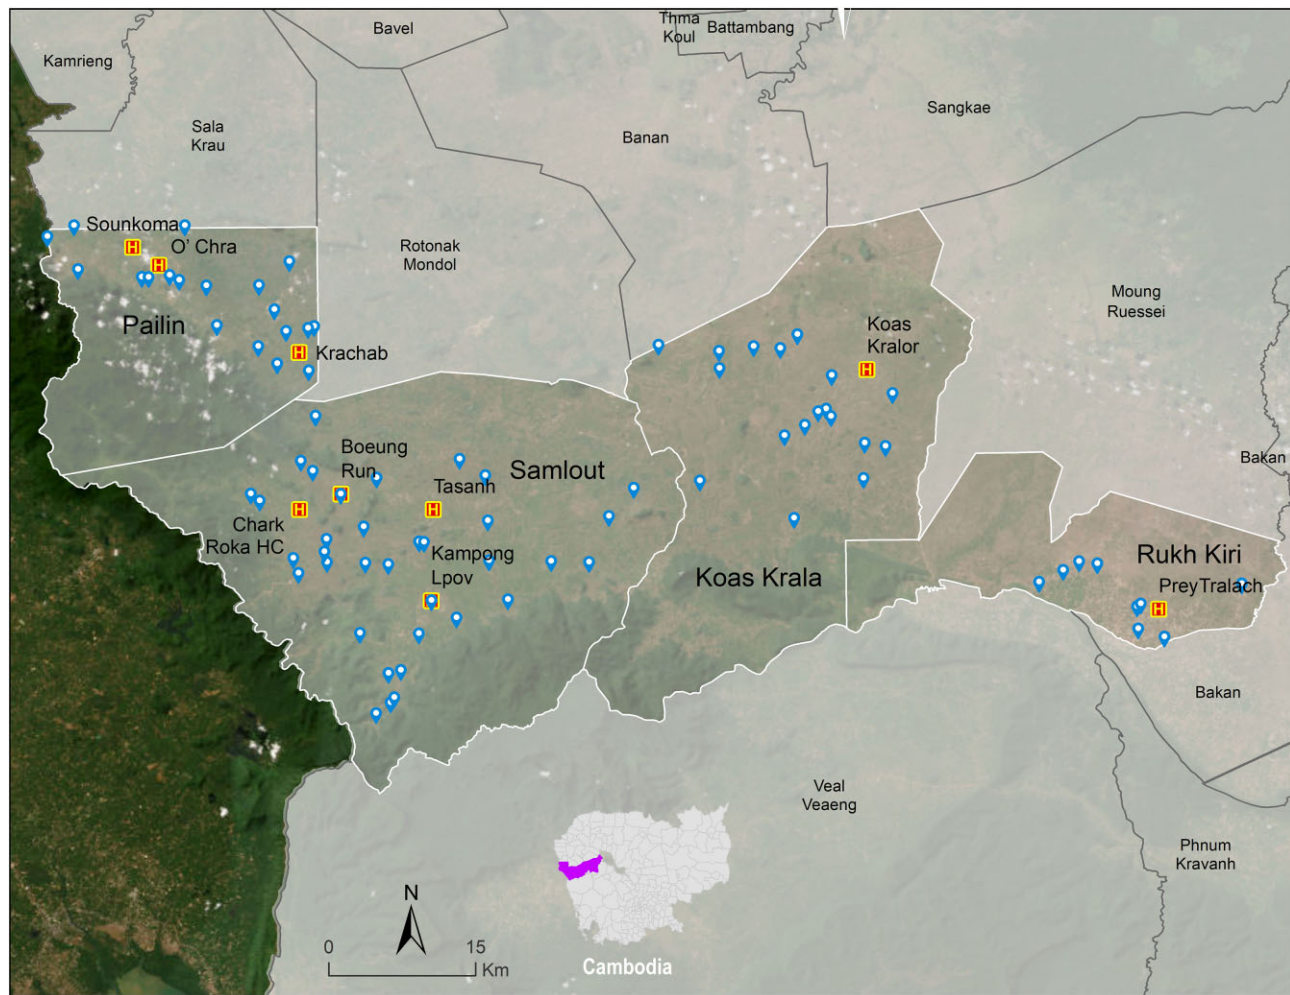 Thma
Koul
Battambang
Bavel
Kamrieng
Sangkae
Sala
Krau
Banan
Sounkoma
O' Chra
Rotonak
Mondol
Moung
Ruessei
Pailin
Koas
Kralor
Krachab
Boeung
Run
Samlout
Tasanh
Bakan
Chark
Roka HC
Kampong
Lpov
Koas Krala
Rukh Kiri
PreyTralach
Bakan
Veal
Veaeng
Phnum
Kravanh
N
0 15
Km
Cambodia
H
H
H
H
H
H
H
H